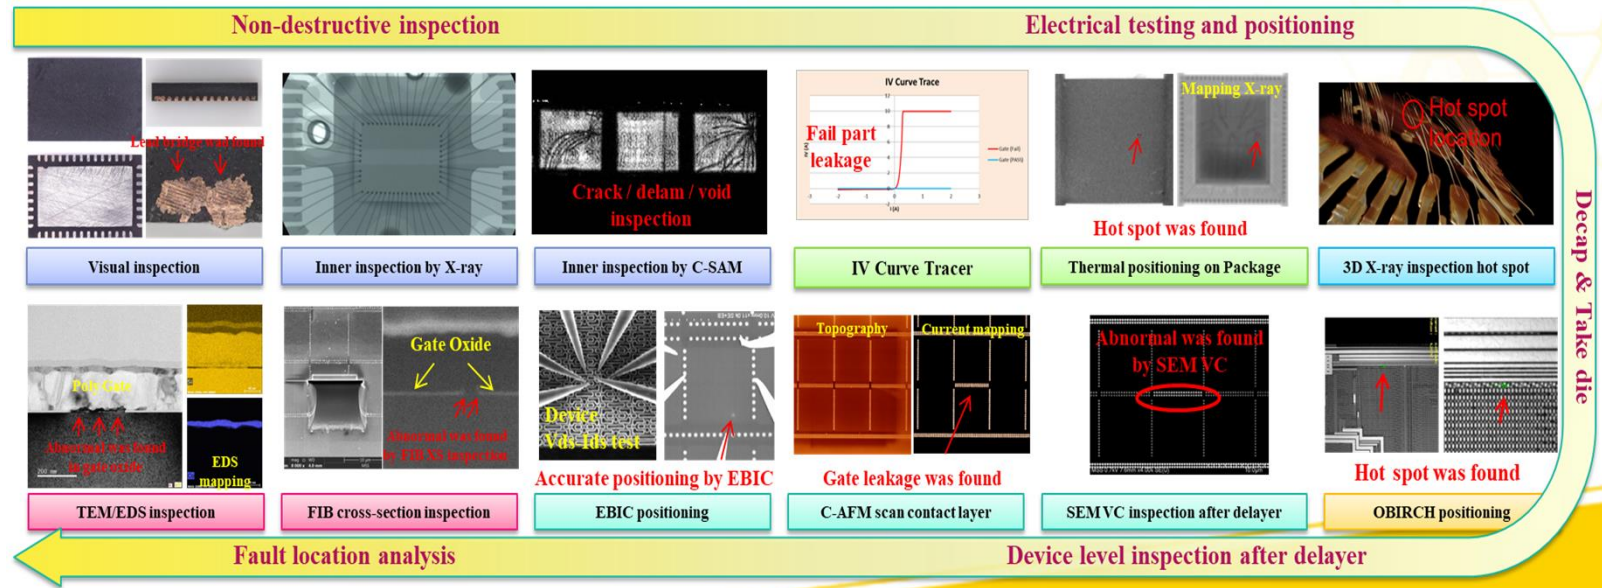 Non-destructive inspection
Electrical testing and positioning
Lead bridge was found
Crack / delam / void
inspection
IV Curve Trace
Fail part
leakage
Gate (Fail)
Gate (PASS)
Mapping X-ray
Hot spot was found
Hot spot
location
Visual inspection
Inner inspection by X-ray
Inner inspection by C-SAM
IV Curve Tracer
Thermal positioning on Package
3D X-ray inspection hot spot
Decap & Take die
Poly Gate
Abnormal was found
in gate oxide
200 nm
EDS
mapping
Gate Oxide
Abnormal was found
by FIB XS inspection
Device
Vds-Ids test
Accurate positioning by EBIC
Topography
Current mapping
Gate leakage was found
Abnormal was found
by SEM VC
Hot spot was found
TEM/EDS inspection
FIB cross-section inspection
EBIC positioning
C-AFM scan contact layer
SEM VC inspection after delayer
OBIRCH positioning
Fault location analysis
Device level inspection after delayer